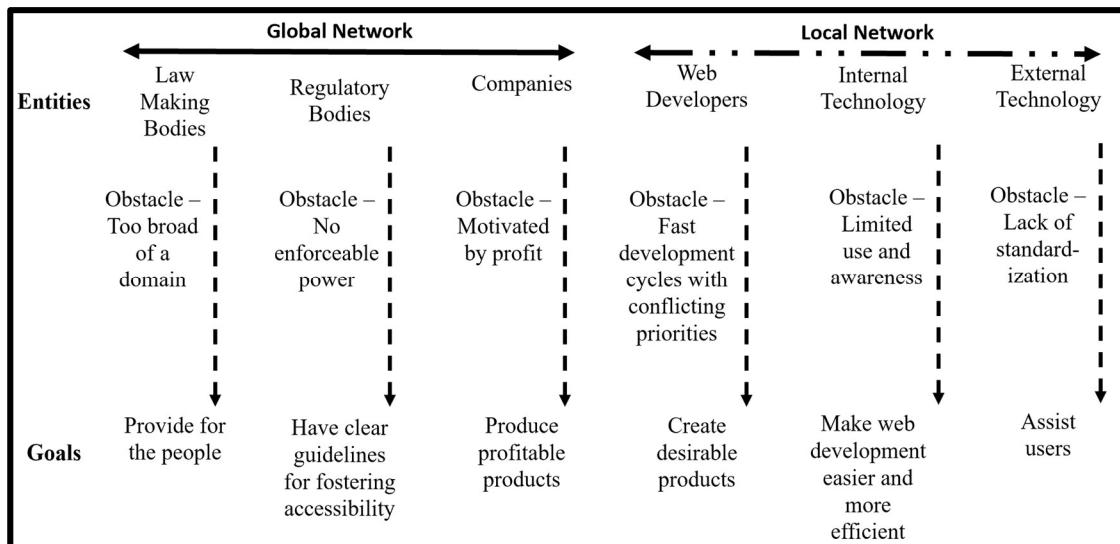 Global Network
Local Network
Entities
Law
Making
Bodies
Regulatory
Bodies
Companies
Web
Developers
Internal
Technology
External
Technology
Obstacle –
Too broad
of a
domain
Obstacle –
No
enforceable
power
Obstacle –
Motivated
by profit
Obstacle –
Fast
development
cycles with
conflicting
priorities
Obstacle –
Limited
use and
awareness
Obstacle –
Lack of
standard-
ization
Goals
Provide for
the people
Have clear
guidelines
for fostering
accessibility
Produce
profitable
products
Create
desirable
products
Make web
development
easier and
more
efficient
Assist
users